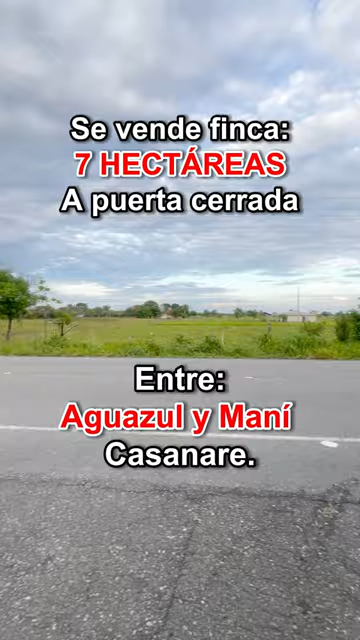 Se vende finca:
7 HECTÁREAS
A puerta cerrada
Entre:
Aguazul y Maní
Casanare.